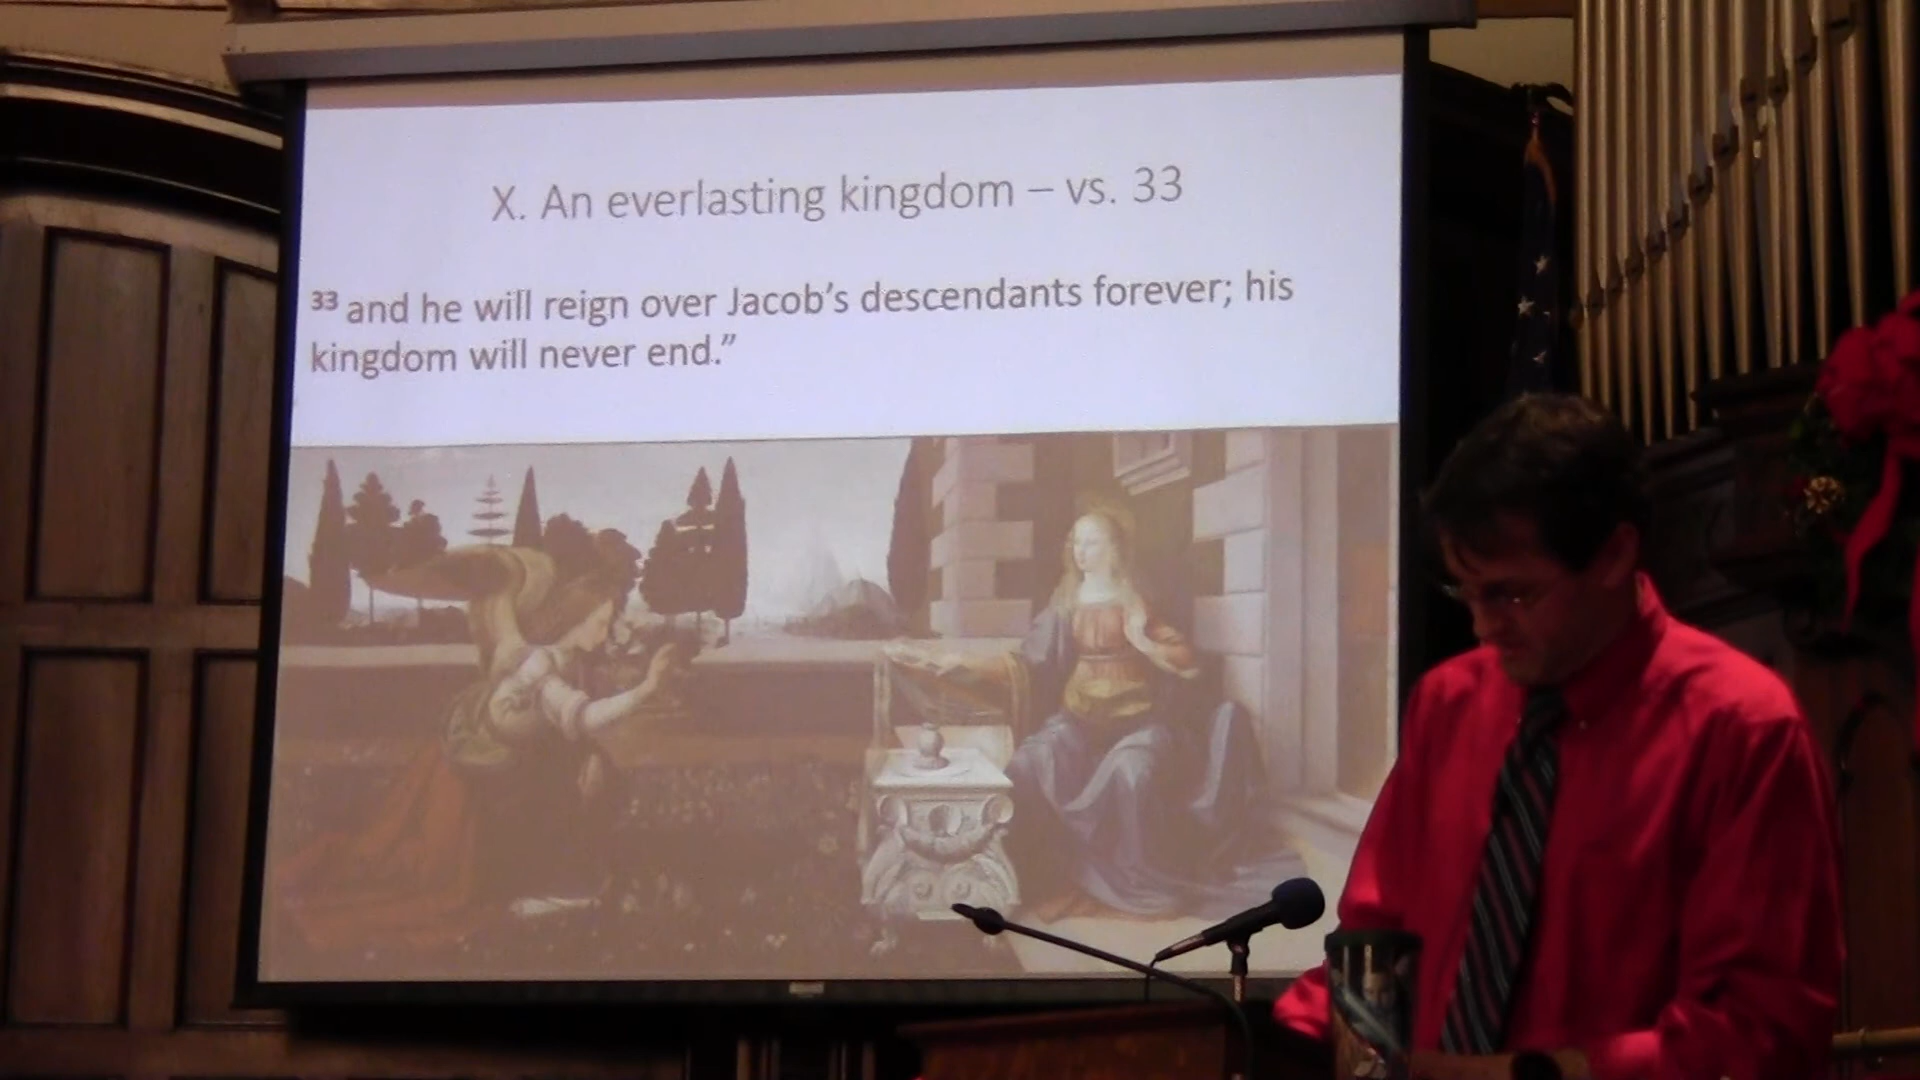 X. An everlasting kingdom – vs. 33
³³ and he will reign over Jacob’s descendants forever; his
kingdom will never end.”